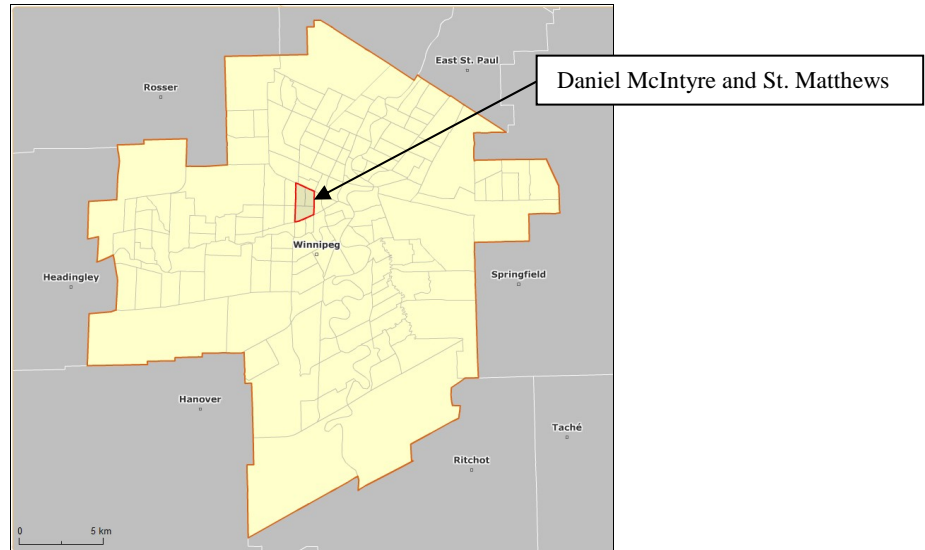 East St. Paul
Rosser
Daniel McIntyre and St. Matthews
Winnipeg
Headingley
Springfield
Hanover
Taché
Ritchot
0 5 km